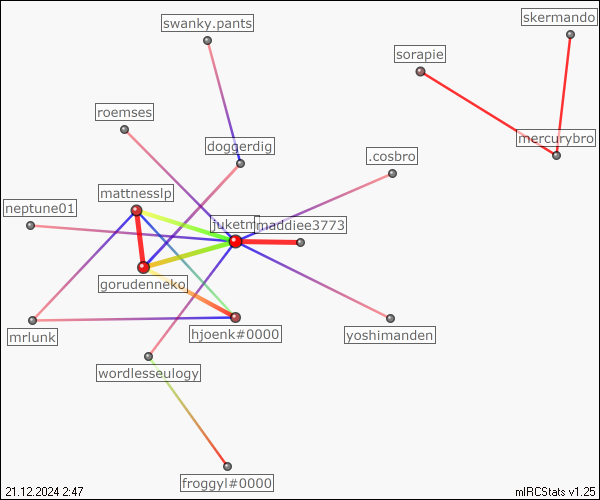 swanky.pants
skermando
sorapie
roemses
mercurybro
doggerdig
.cosbro
mattnesslp
neptune01
maddiee3773
gorudenneko
mrlunk
hjoenk#0000
yoshimanden
wordlesseulogy
froggyl#0000
21.12.2024 2:47
mIRCStats v1.25